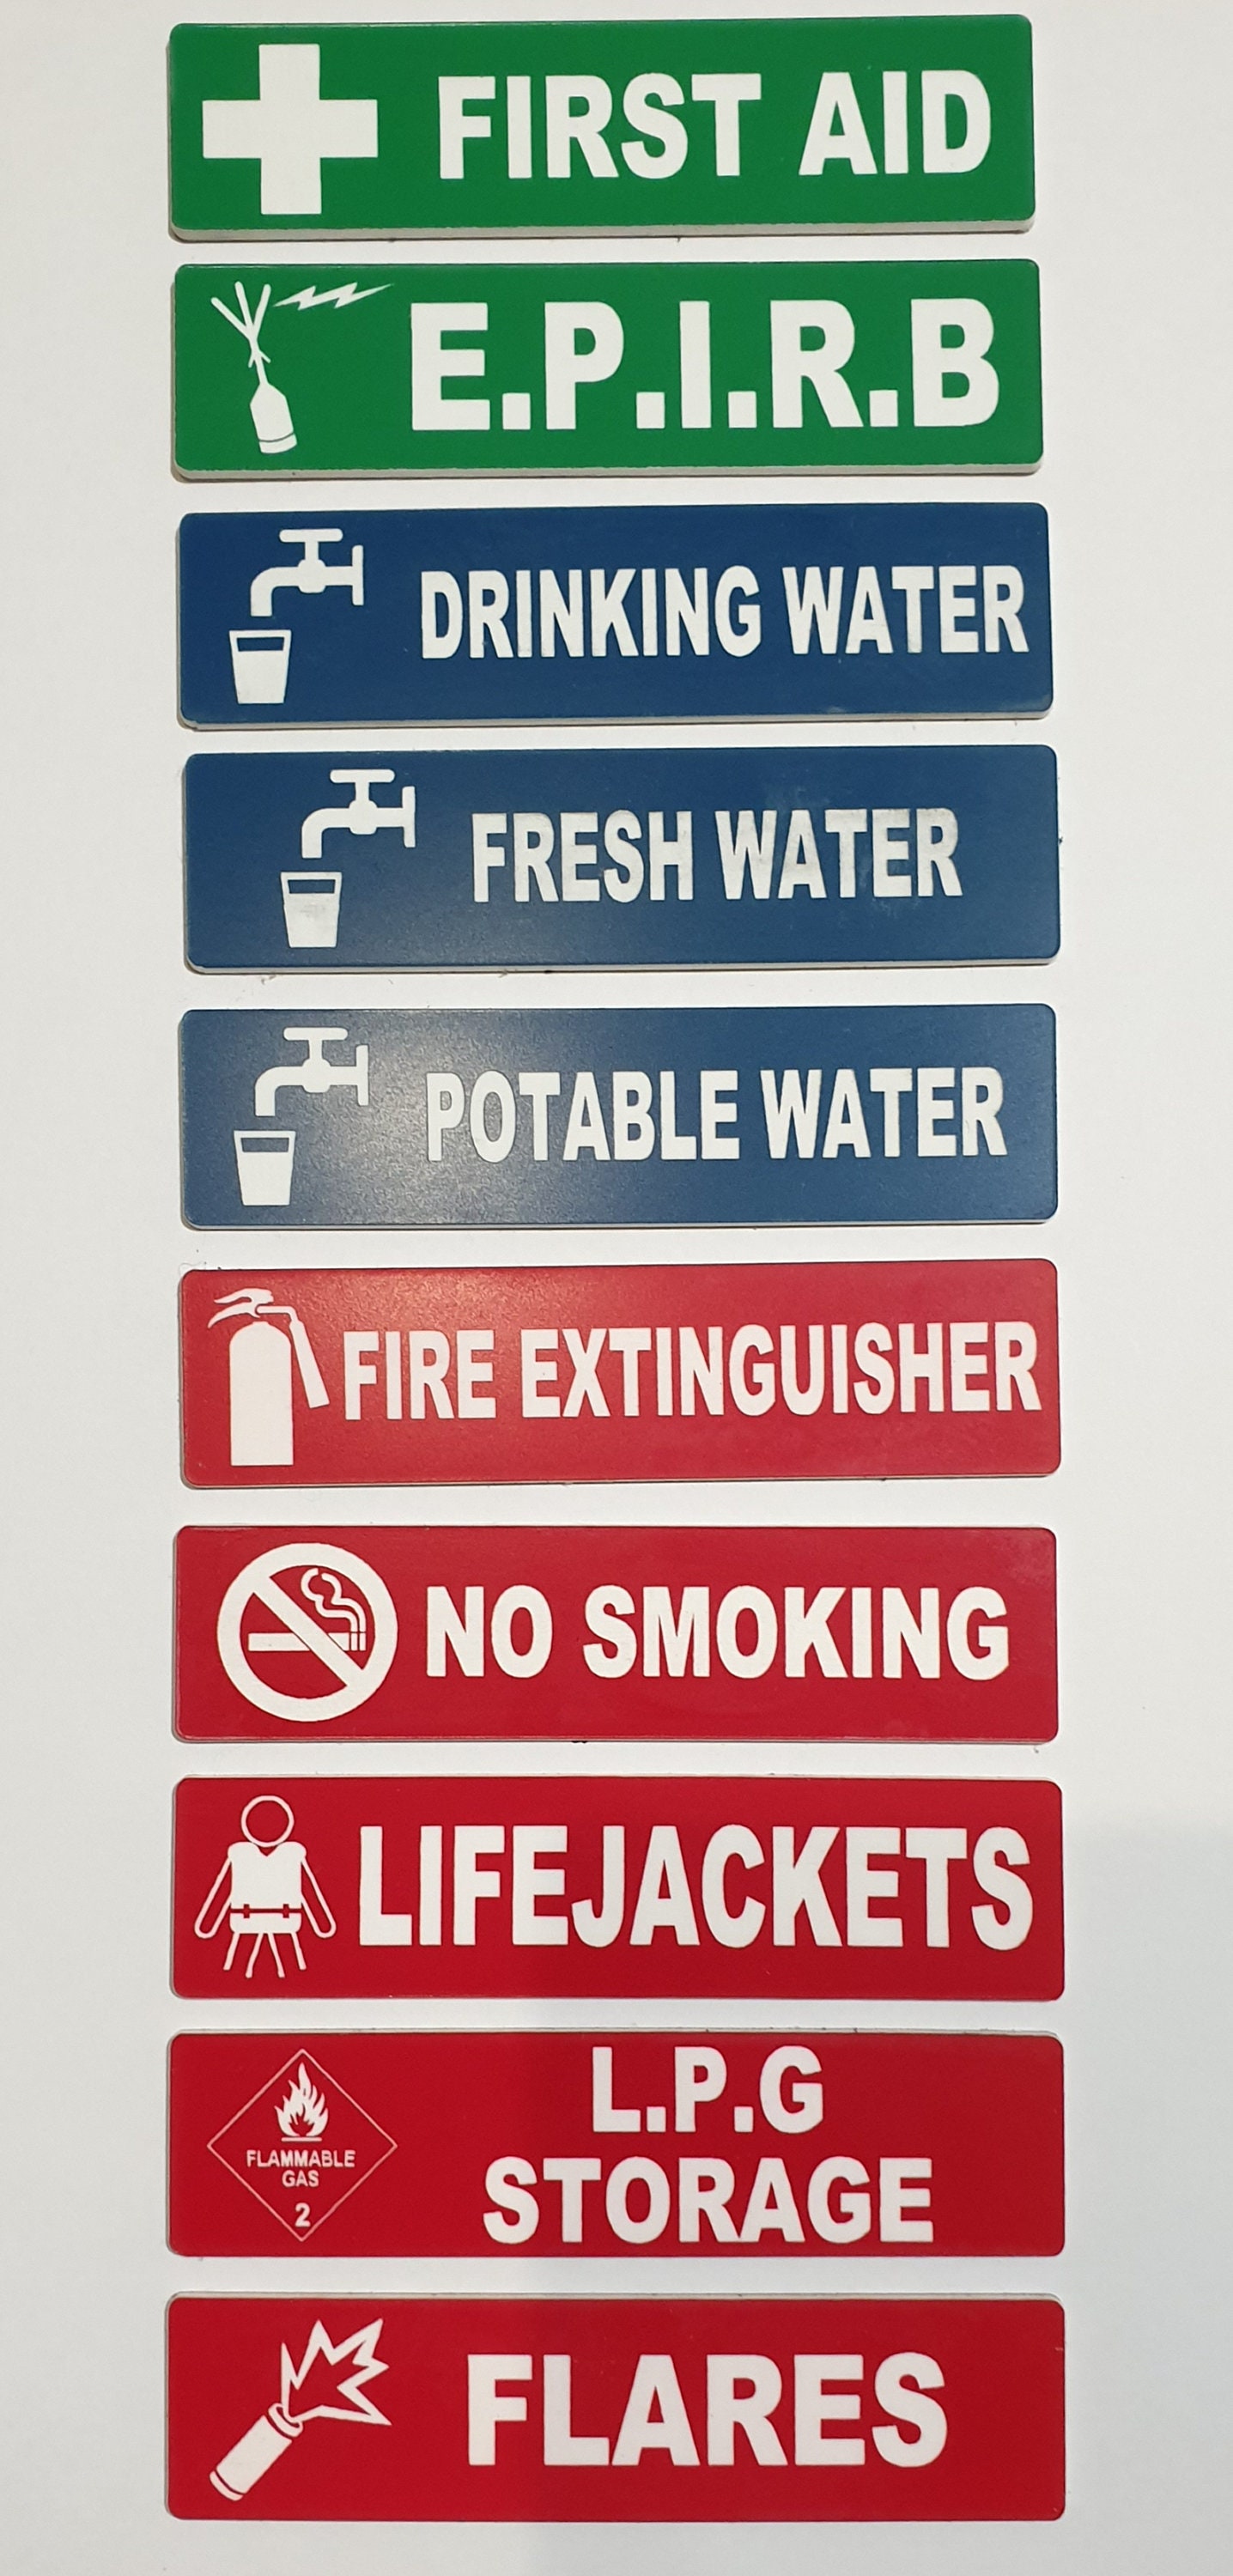 FIRST AID
E.P.I.R.B
DRINKING WATER
FRESH WATER
POTABLE WATER
FIRE EXTINGUISHER
NO SMOKING
LIFEJACKETS
FLAMMABLE
GAS
2
L.P.G
STORAGE
FLARES